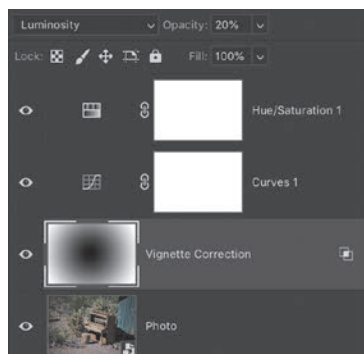 Luminosity Opacity: 20%
Lock: Fill: 100%
Hue/Saturation 1
Curves 1
Vignette Correction
Photo